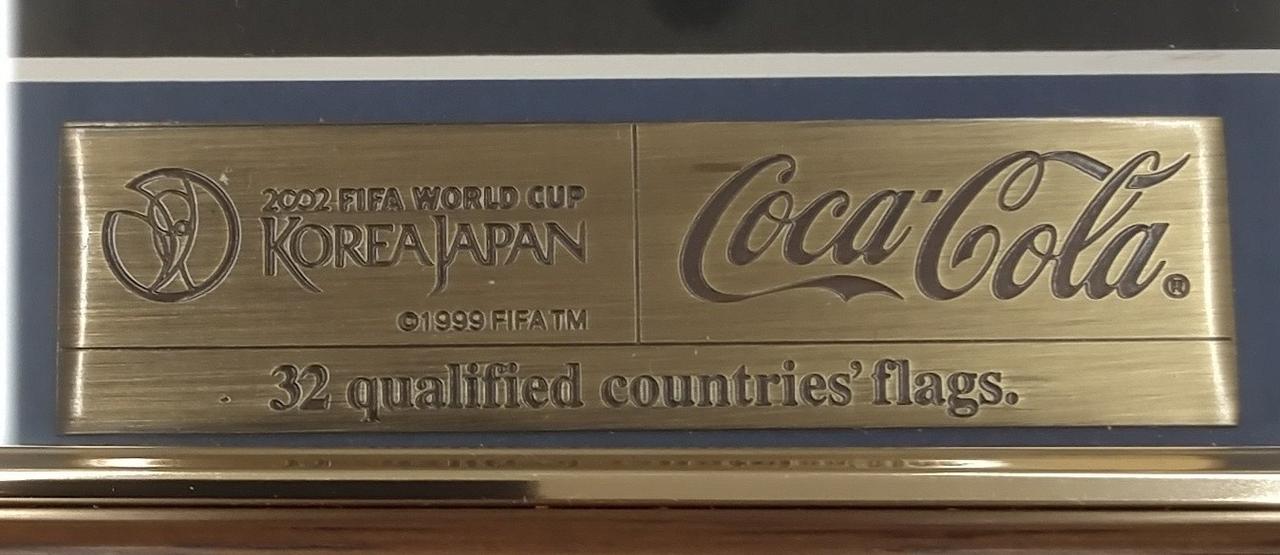 2002 FIFA WORLD CUP
KOREA JAPAN
©1999 FIFA TM
Coca-Cola®
32 qualified countries' flags.